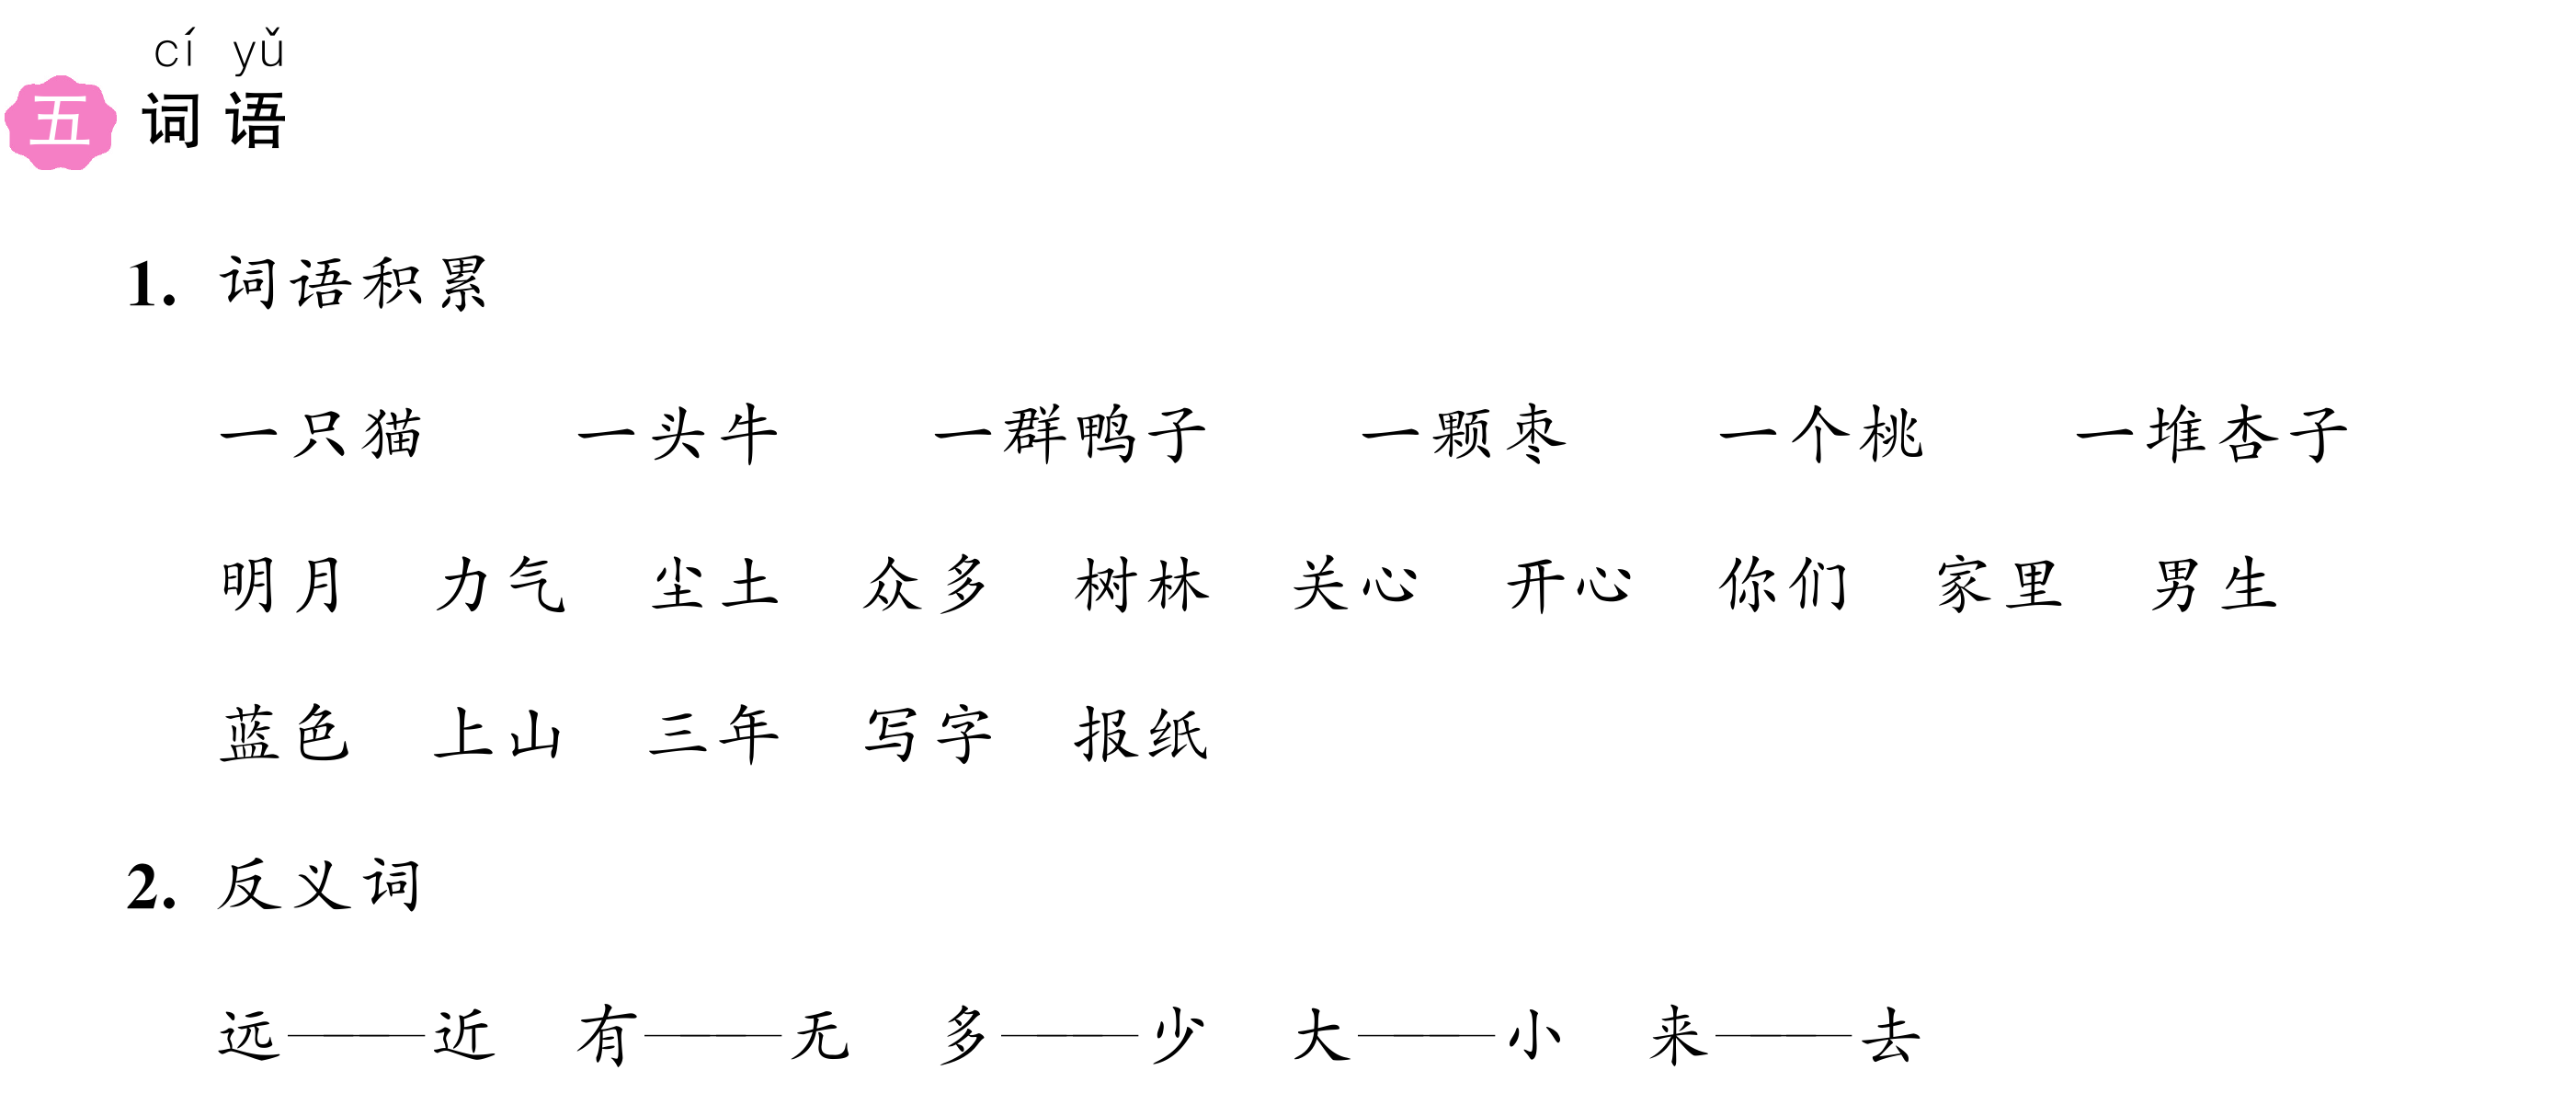 cí yǔ
五 词语
1. 词语积累
一只猫 一头牛 一群鸭子 一颗枣 一个桃 一堆杏子
明月 力气 尘土 众多 树林 关心 开心 你们 家里 男生
蓝色 上山 三年 写字 报纸
2. 反义词
远——近 有——无 多——少 大——小 来——去